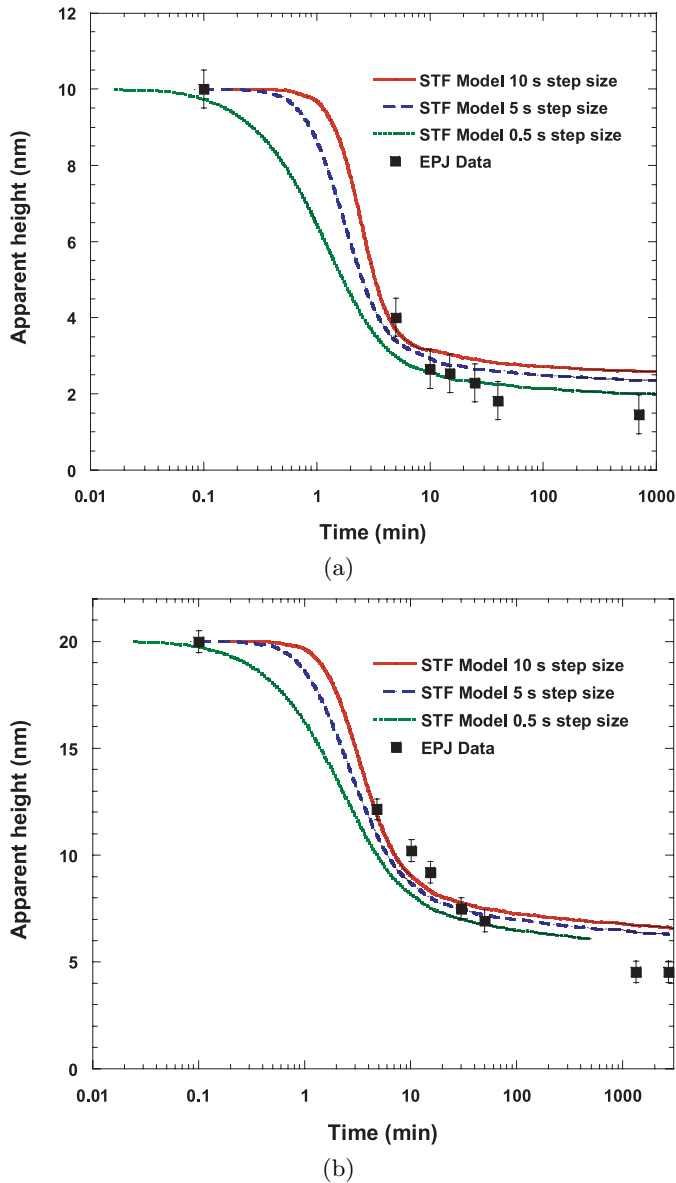 12
10
8
6
4
2
0
Apparent height (nm)
STF Model 10 s step size
STF Model 5 s step size
STF Model 0.5 s step size
EPJ Data
0.01 0.1 1 10 100 1000
Time (min)
(a)
20
15
10
5
0
Apparent height (nm)
STF Model 10 s step size
STF Model 5 s step size
STF Model 0.5 s step size
EPJ Data
0.01 0.1 1 10 100 1000
Time (min)
(b)